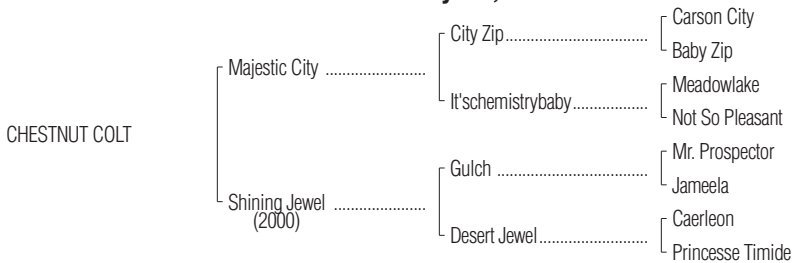 Carson City
City Zip
Baby Zip
Majestic City
Meadowlake
It'schemistrybaby
Not So Pleasant
CHESTNUT COLT
Mr. Prospector
Gulch
Jameela
Shining Jewel
(2000)
Caerleon
Desert Jewel
Princesse Timide